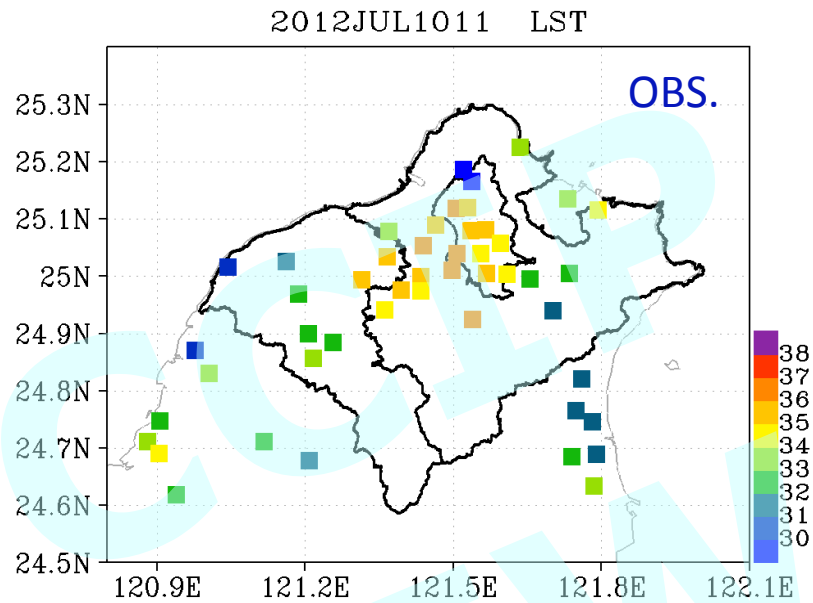 2012JUL1011 LST
OBS.
25.3N
25.2N
25.1N
25N
24.9N
24.8N
24.7N
24.6N
24.5N
120.9E 121.2E 121.5E 121.8E 122.1E
38
37
36
35
34
33
32
31
30
CCIP